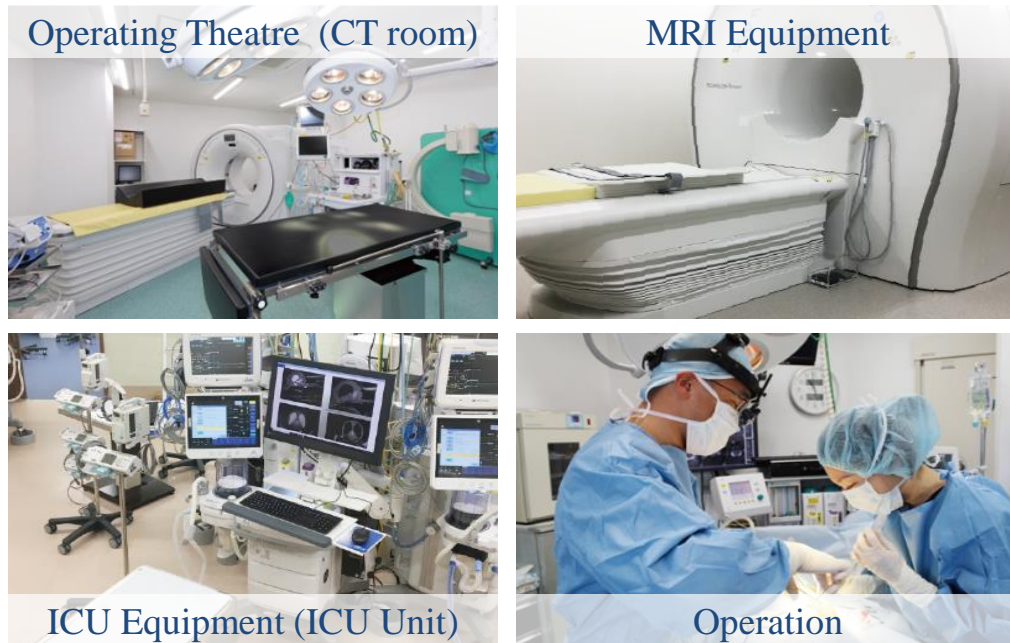 Operating Theatre (CT room)
MRI Equipment
ICU Equipment (ICU Unit)
Operation